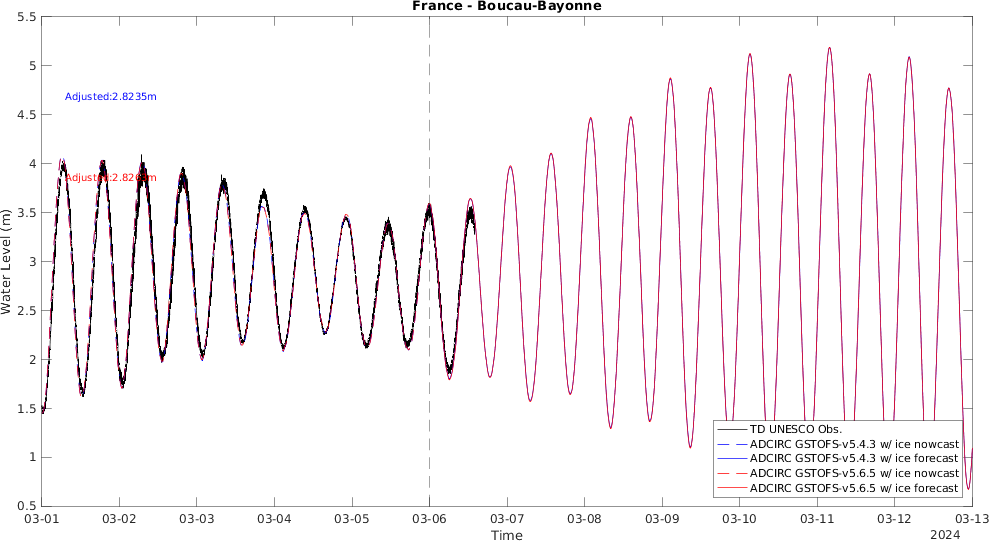 France - Boucau-Bayonne
5.5
5
4.5
4
3.5
3
2.5
2
1.5
1
0.5
Water Level (m)
Adjusted:2.8235m
TD UNESCO Obs.
ADCIRC GSTOFS-v5.4.3 w/ ice nowcast
ADCIRC GSTOFS-v5.4.3 w/ ice forecast
ADCIRC GSTOFS-v5.6.5 w/ ice nowcast
ADCIRC GSTOFS-v5.6.5 w/ ice forecast
03-01 03-02 03-03 03-04 03-05 03-06 03-07 03-08 03-09 03-10 03-11 03-12 03-13
Time
2024